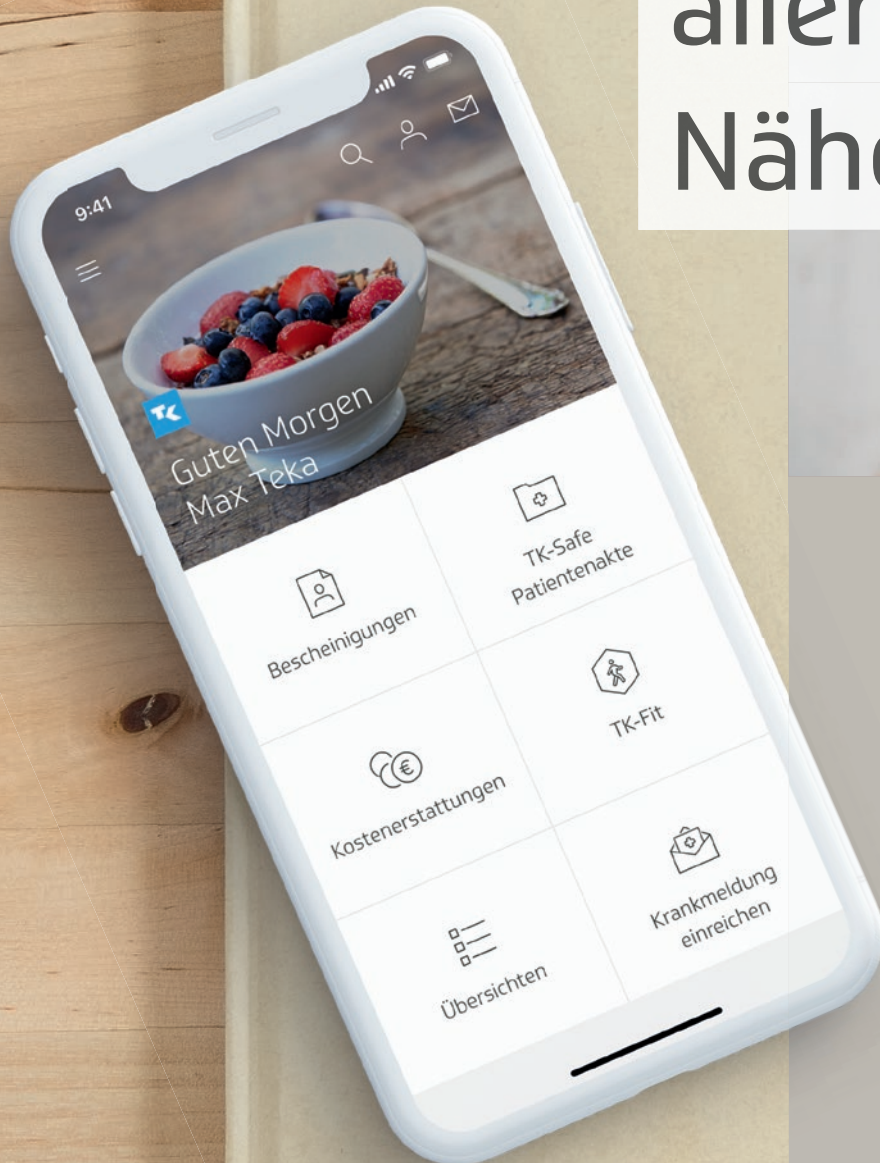 aller
Nähe
9:41
TK
Guten Morgen
Max Teka
Bescheinigungen
TK-Safe
Patientenakte
Kostenerstattungen
TK-Fit
Übersichten
Krankmeldung
einreichen